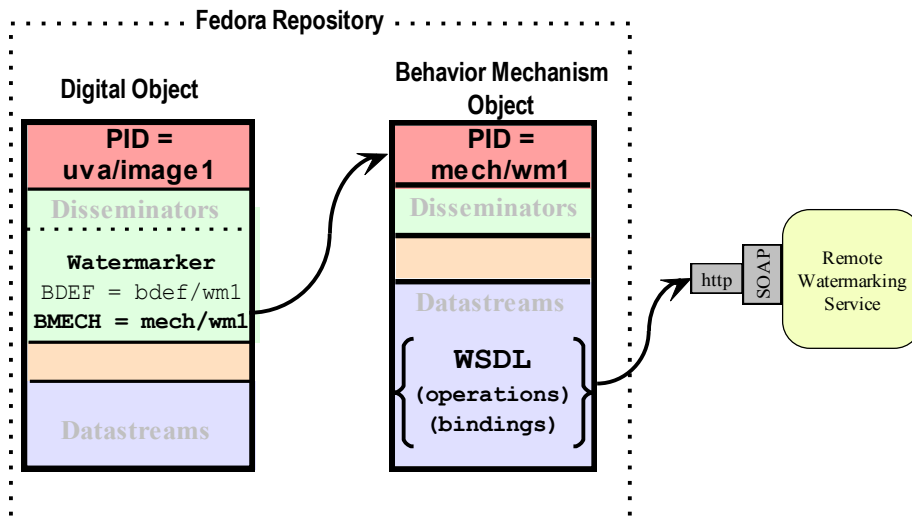 Fedora Repository
Digital Object
PID =
uva/image1
Disseminators
Watermarker
BDEF = bdef/wm1
BMECH = mech/wm1
Datastreams
Behavior Mechanism
Object
PID =
mech/wm1
Disseminators
Datastreams
WSDL
(operations)
(bindings)
http
SOAP
Remote
Watermarking
Service